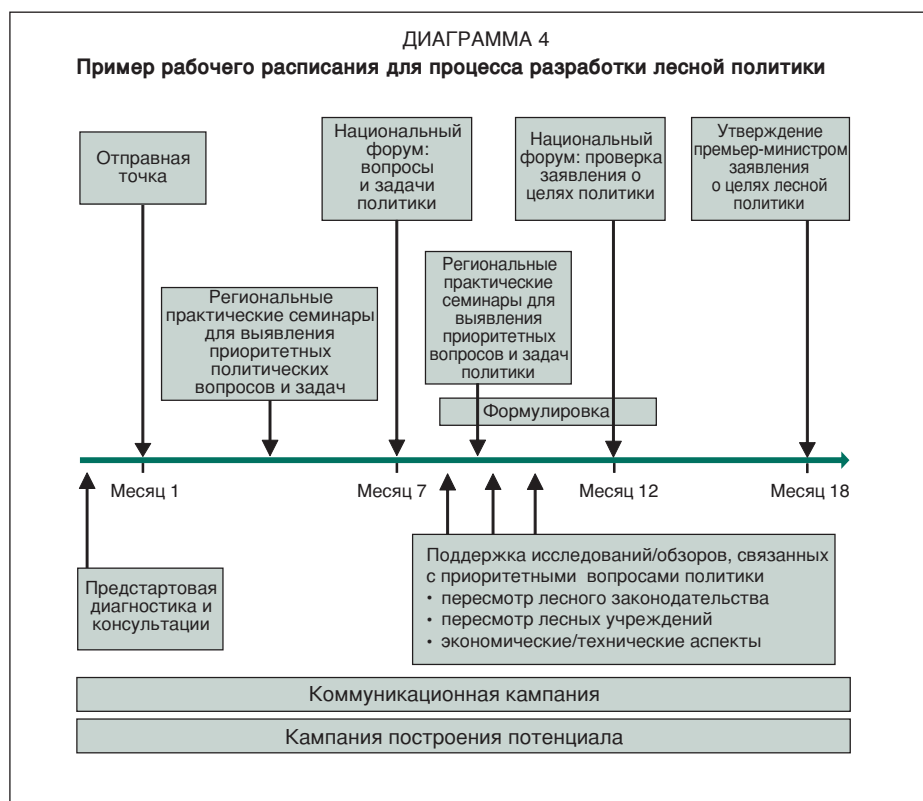 ДИАГРАММА 4
Пример рабочего расписания для процесса разработки лесной политики
Отправная
точка
Национальный
форум:
вопросы
и задачи
политики
Национальный
форум: проверка
заявления о
целях политики
Утверждение
премьер-министром
заявления
о целях лесной
политики
Региональные
практические семинары
для выявления
приоритетных
политических
вопросов и задач
Региональные
практические
семинары для
выявления
приоритетных
вопросов и задач
политики
Формулировка
Месяц 1
Месяц 7
Месяц 12
Месяц 18
Предстартовая
диагностика и
консультации
Поддержка исследований/обзоров, связанных
с приоритетными вопросами политики
• пересмотр лесного законодательства
• пересмотр лесных учреждений
• экономические/технические аспекты
Коммуникационная кампания
Кампания построения потенциала